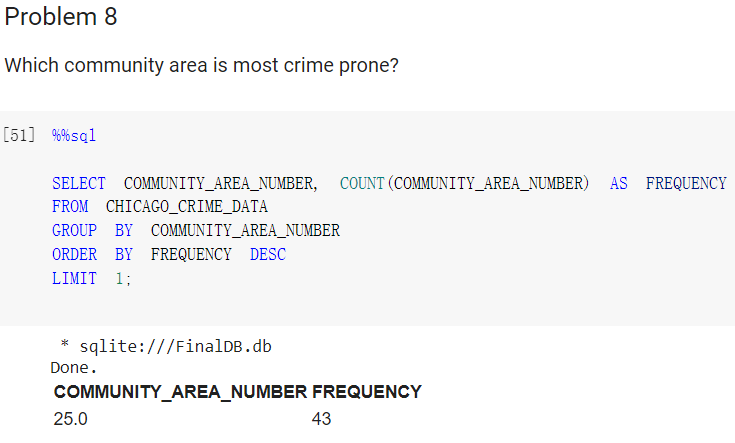 Problem 8
Which community area is most crime prone?
[51] %%sql
SELECT COMMUNITY_AREA_NUMBER, COUNT(COMMUNITY_AREA_NUMBER) AS FREQUENCY
FROM CHICAGO_CRIME_DATA
GROUP BY COMMUNITY_AREA_NUMBER
ORDER BY FREQUENCY DESC
LIMIT 1;
* sqlite:///FinalDB.db
Done.
COMMUNITY_AREA_NUMBER FREQUENCY
25.0 43